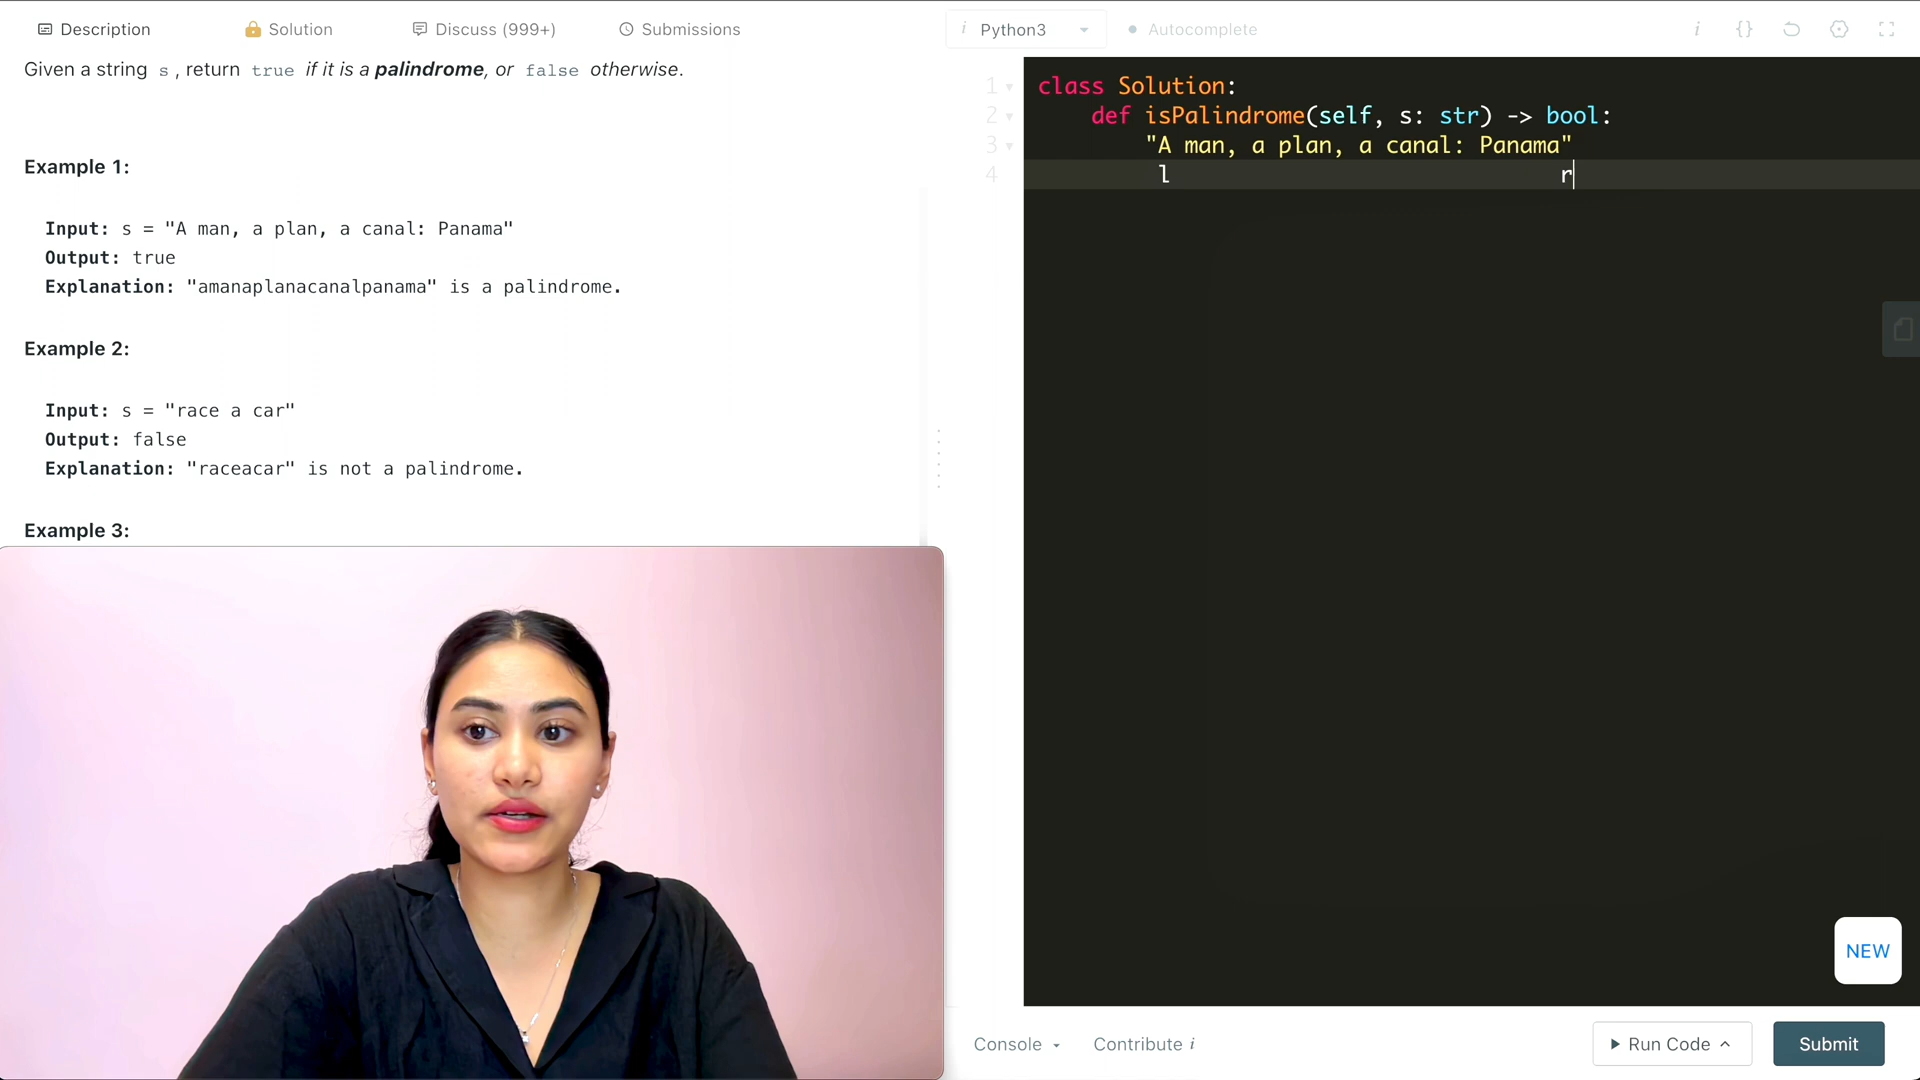 Description Solution Discuss (999+) Submissions
Given a string s , return true if it is a palindrome, or false otherwise.
Example 1:
Input: s = "A man, a plan, a canal: Panama"
Output: true
Explanation: "amanaplanacanalpanama" is a palindrome.
Example 2:
Input: s = "race a car"
Output: false
Explanation: "raceacar" is not a palindrome.
Example 3:
i Python3 Autocomplete i {}
1 class Solution:
2 def isPalindrome(self, s: str) -> bool:
3 "A man, a plan, a canal: Panama"
4 l r
NEW
Console Contribute i Run Code Submit